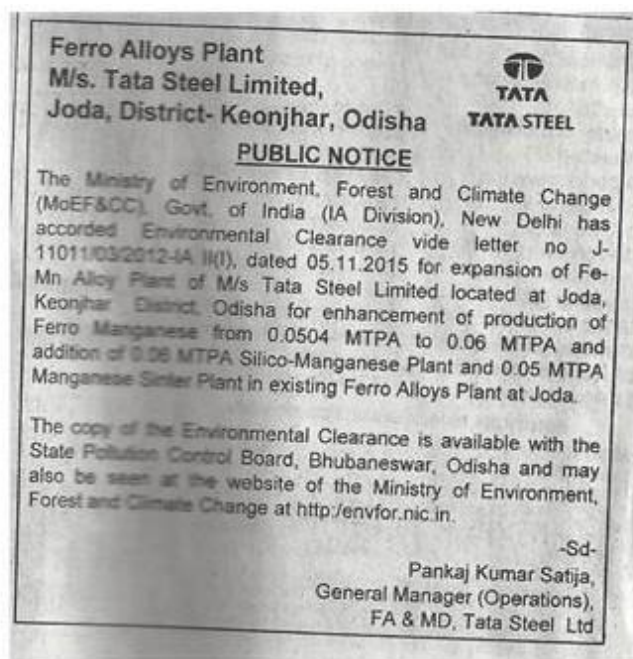 Ferro Alloys Plant
M/s. Tata Steel Limited,
Joda, District- Keonjhar, Odisha
TATA
TATA STEEL
PUBLIC NOTICE
The Ministry of Environment, Forest and Climate Change
(MoEF&CC), Govt. of India (IA Division), New Delhi has
accorded Environmental Clearance vide letter no J-
11011/03/2012-IA II(I), dated 05.11.2015 for expansion of Fe-
Mn Alloy Plant of M/s Tata Steel Limited located at Joda,
Keonjhar District, Odisha for enhancement of production of
Ferro Manganese from 0.0504 MTPA to 0.06 MTPA and
addition of 0.06 MTPA Silico-Manganese Plant and 0.05 MTPA
Manganese Sinter Plant in existing Ferro Alloys Plant at Joda.
The copy of the Environmental Clearance is available with the
State Pollution Control Board, Bhubaneswar, Odisha and may
also be seen at the website of the Ministry of Environment,
Forest and Climate Change at http:/envfor.nic.in.
-Sd-
Pankaj Kumar Satija,
General Manager (Operations),
FA & MD, Tata Steel Ltd